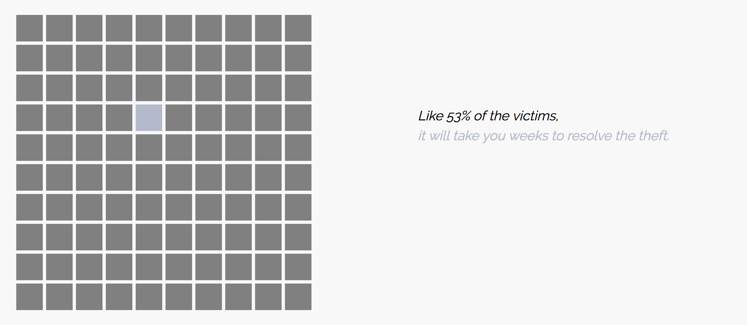 Like 53% of the victims,
it will take you weeks to resolve the theft.